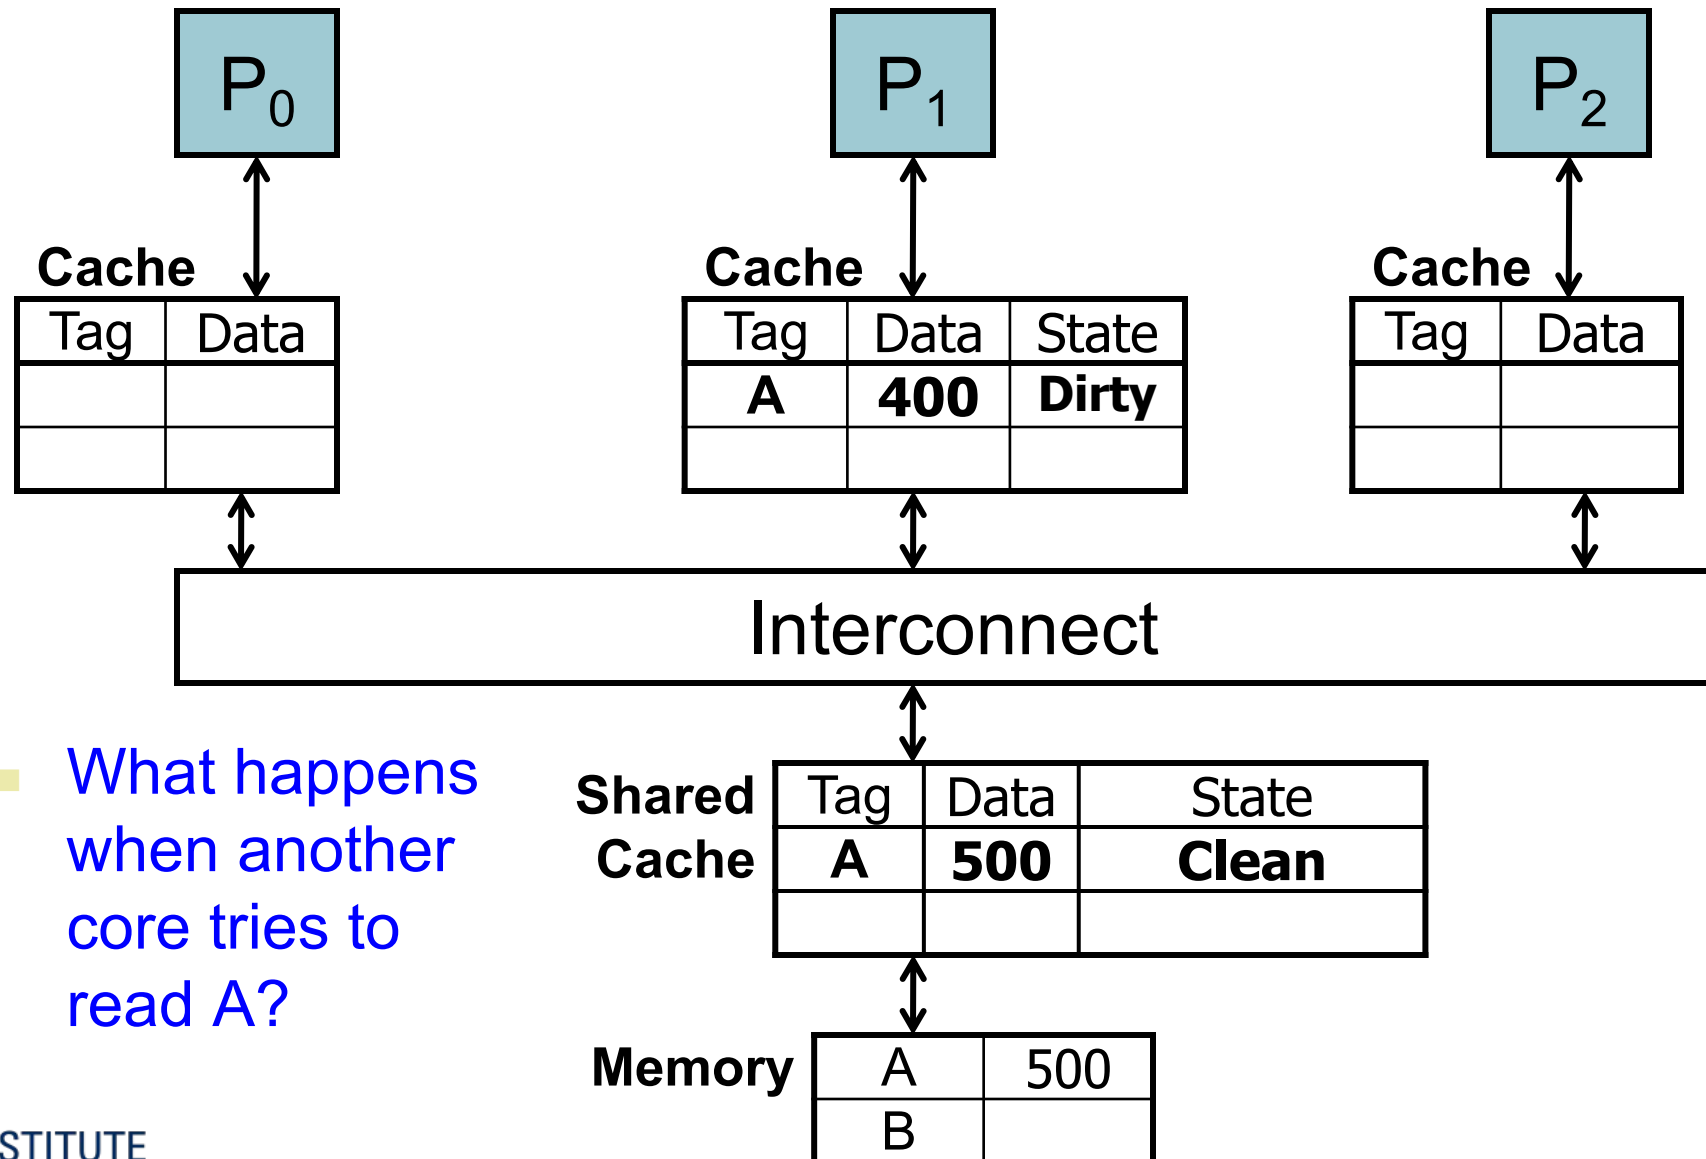 P0
P1
P2
Cache
Cache
Cache
Tag Data
Tag Data State
Tag Data
A 400 Dirty
Interconnect
What happens
when another
core tries to
read A?
Shared
Cache
Tag Data State
A 500 Clean
Memory
A 500
B
STITUTE